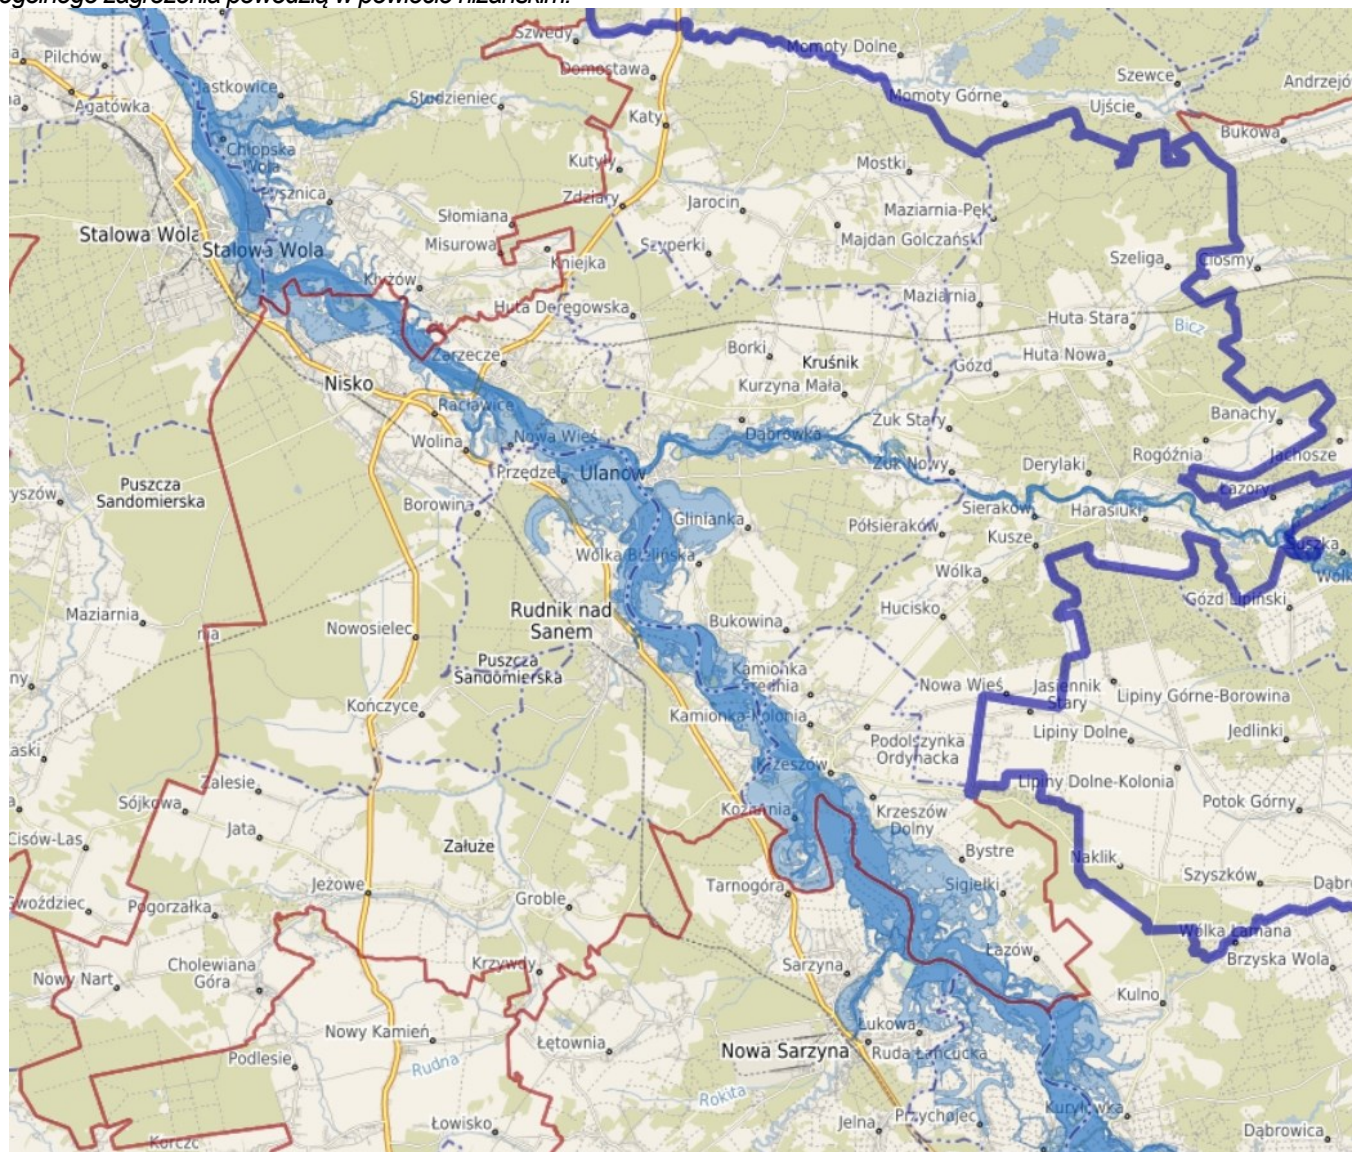 ogólnego zagrożenia powodzią w powiecie niżańskim.
Szwedy
Pilchów
Domostawa
Momoty Dolne
Szewce
Andrzejó
Jastkowice
Studzieniec
Momoty Górne
Agatówka
Ujście
Katy
Bukowa
Chłopska
Wola
Kutyły
Mostki
Zdziary
Jarocin
Słomiana
Maziarnia-Pęk
Stalowa Wola
Stalowa Wola
Misurowa
Szyperki
Majdan Golczański
Kniejka
Szeliga
Ciosmy
Kłyżów
Maziarnia
Huta Deręgowska
Huta Stara
Bicz
Zarzecze
Borki
Kruśnik
Huta Nowa
Gózd
Nisko
Kurzyna Mała
Racławice
Banachy
Żuk Stary
Wolina
Nowa Wieś
Dąbrówka
Rogóźnia
Jachosze
Przędzel
Ulanów
Żuk Nowy
Derylaki
Puszcza
Sandomierska
Łazory
Borowina
Sieraków
Harasiuki
Glinianka
Półsieraków
Kusze
Wólka Bielińska
Wólka
Gózd Lipiński
Maziarnia
Rudnik nad
Sanem
Hucisko
Nowosielec
Bukowina
nia
Puszcza
Sandomierska
Kamionka
Średnia
Nowa Wieś
Jasiennik
Stary
Lipiny Górne-Borowina
Kończyce
Kamionka-Kolonia
Lipiny Dolne
Jedlinki
Podolszynka
Ordynacka
Krzeszów
Zalesie
Lipiny Dolne-Kolonia
Sójkowa
Koziarnia
Krzeszów
Dolny
Potok Górny
Jata
Cisów-Las
Załuże
Bystre
Naklik
Szyszków
Jeżowe
Tarnogóra
Sigiełki
Groble
Gwoździec
Pogorzałka
Wólka Łamana
Łazów
Brzyska Wola
Cholewiana
Góra
Krzywdy
Sarzyna
Nowy Nart
Kulno
Nowy Kamień
Łukowa
Łętownia
Nowa Sarzyna
Ruda Łańcucka
Podlesie
Rudna
Rokita
Kuryłówka
Przychojec
Łowisko
Jelna
Dąbrowica